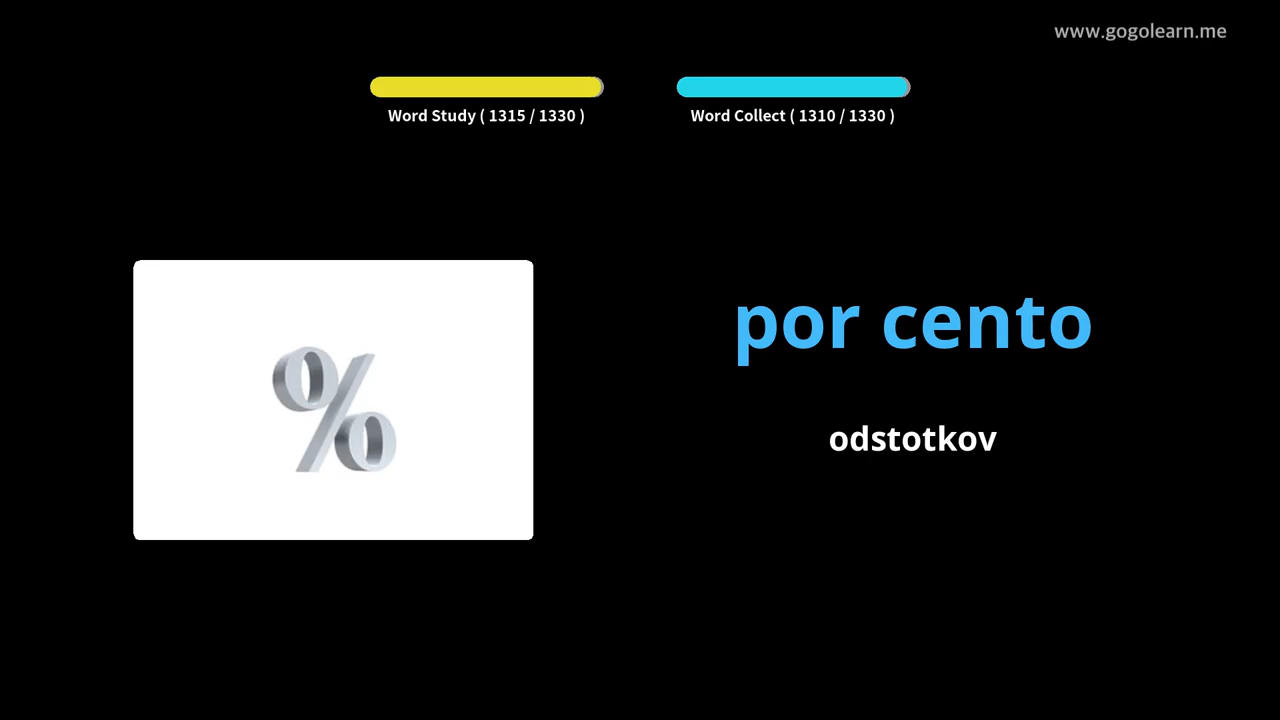 www.gogolearn.me
Word Study ( 1315 / 1330 )
Word Collect ( 1310 / 1330 )
%
por cento
odstotkov